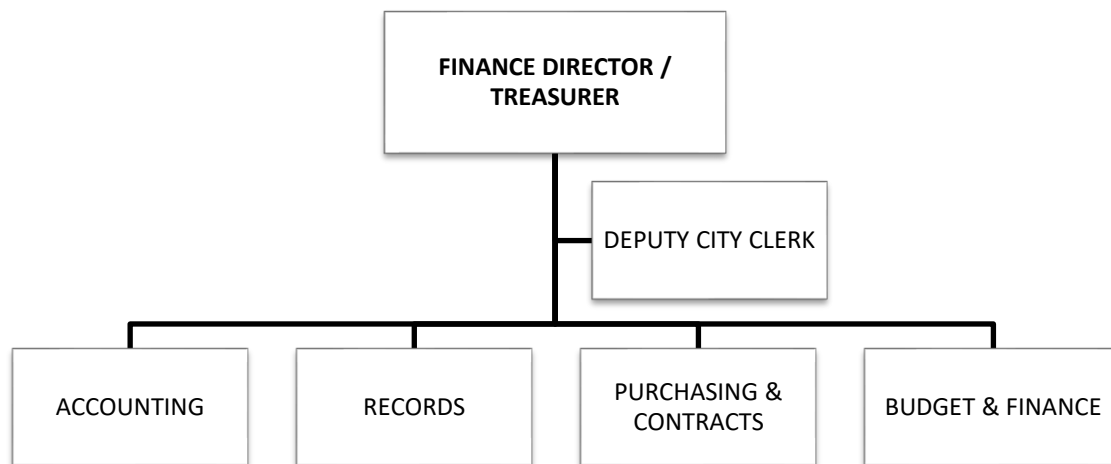 FINANCE DIRECTOR /
TREASURER
DEPUTY CITY CLERK
ACCOUNTING
RECORDS
PURCHASING &
CONTRACTS
BUDGET & FINANCE